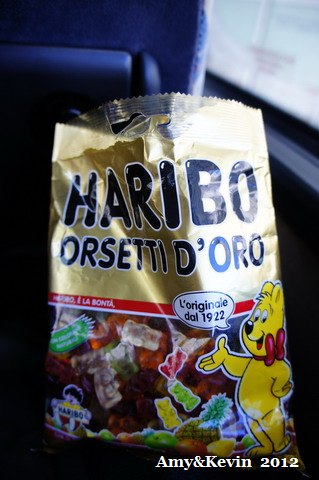 HARIBO
ORSETTI D'ORO
HARIBO, È LA BONTÀ,
L'originale
dal 1922
HARIBO
Amy&Kevin 2012